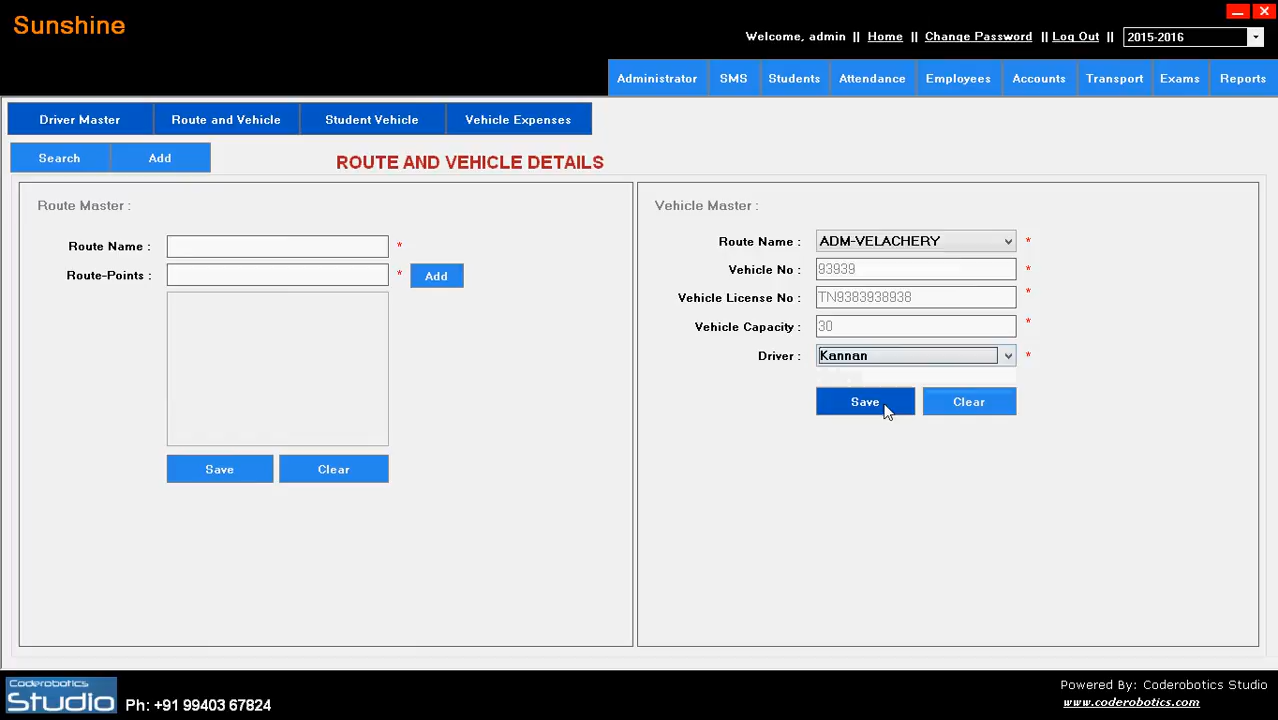 Sunshine
Welcome, admin || Home || Change Password || Log Out || 2015-2016
Administrator SMS Students Attendance Employees Accounts Transport Exams Reports
Driver Master Route and Vehicle Student Vehicle Vehicle Expenses
Search Add
ROUTE AND VEHICLE DETAILS
Route Master :
Route Name : *
Route-Points : * Add
Save Clear
Vehicle Master :
Route Name : ADM-VELACHERY *
Vehicle No : 93939 *
Vehicle License No : TN9383938938 *
Vehicle Capacity : 30 *
Driver : Kannan *
Save Clear
Coderobotics
Studio
Ph: +91 99403 67824
Powered By: Coderobotics Studio
www.coderobotics.com